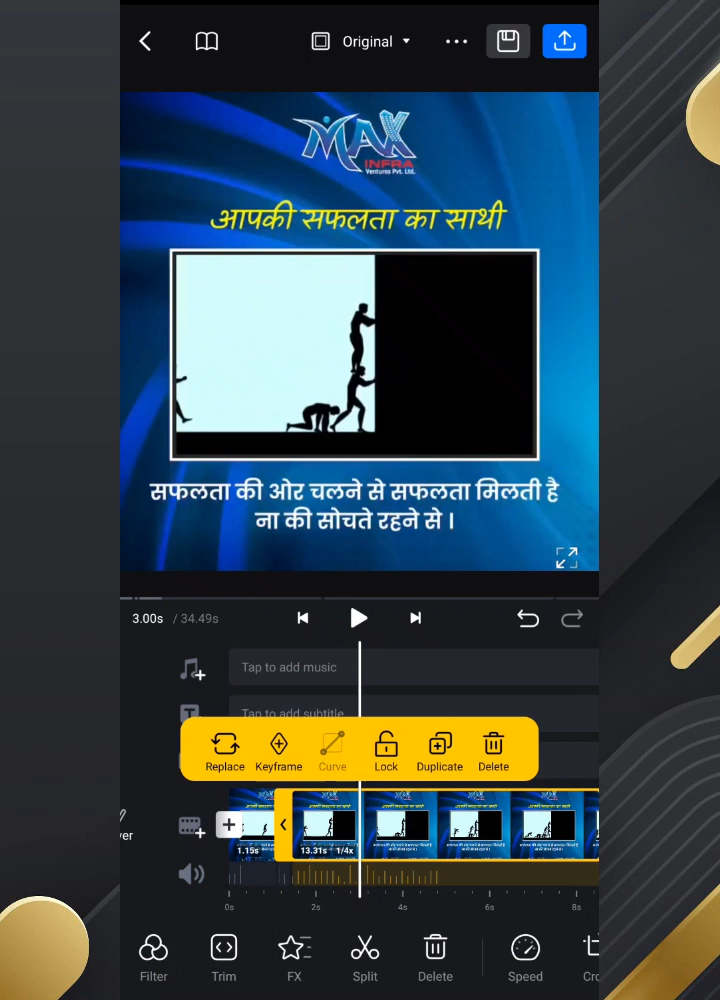 Original
MAX
INFRA
Ventures Pvt. Ltd.
आपकी सफलता का साथी
सफलता की ओर चलने से सफलता मिलती है
ना की सोचते रहने से ।
3.00s / 34.49s
Tap to add music
Tap to add subtitle
Replace Keyframe Curve Lock Duplicate Delete
ver
1.15s 13.31s 1/4x
0s 2s 4s 6s 8s
Filter Trim FX Split Delete Speed Cro